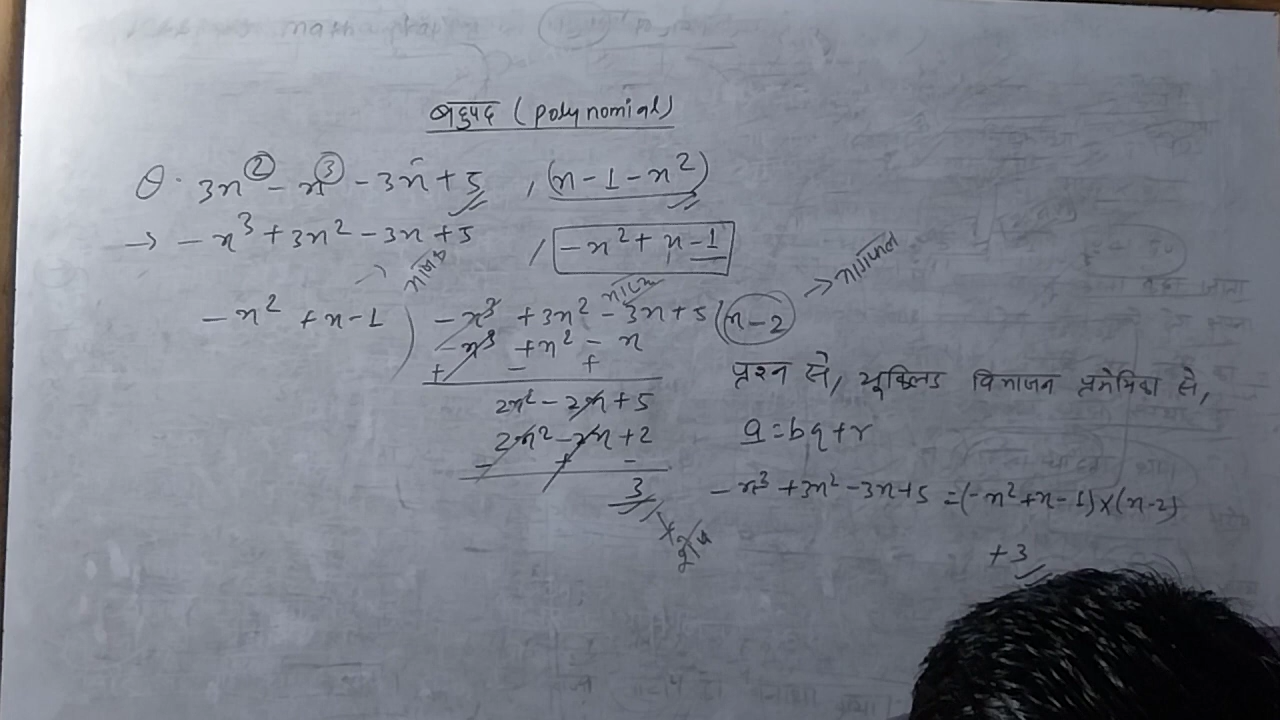 बहुपद (polynomial)
Q. 3x² - x³ - 3x + 5 , (x - 1 - x²)
→ - x³ + 3x² - 3x + 5 , - x² + x - 1
भाजक
भाज्य
→ भागफल
- x² + x - 1 ) - x³ + 3x² - 3x + 5 ( x - 2
- x³ + x² - x
+ - +
2x² - 2x + 5
2x² - 2x + 2
- + -
3
शेष
प्रश्न से, यूक्लिड विभाजन प्रमेयिका से,
a = bq + r
- x³ + 3x² - 3x + 5 = (- x² + x - 1) × (x - 2)
+ 3